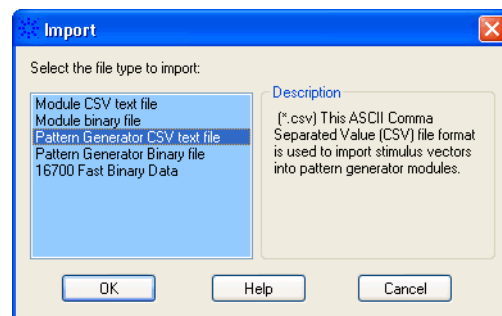 Import
Select the file type to import:
Module CSV text file
Module binary file
Pattern Generator CSV text file
Pattern Generator Binary file
16700 Fast Binary Data
Description
(*.csv) This ASCII Comma
Separated Value (CSV) file format
is used to import stimulus vectors
into pattern generator modules.
OK
Help
Cancel